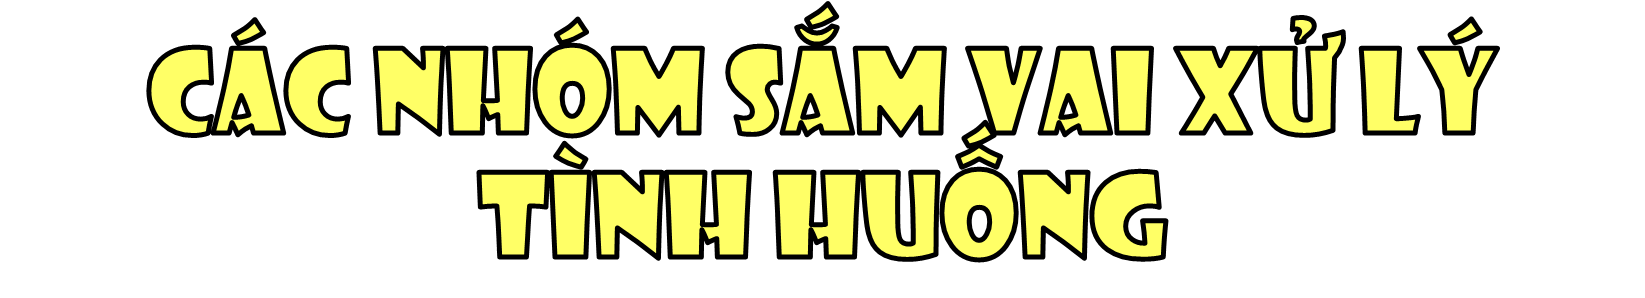 CÁC NHÓM SẮM VAI XỬ LÝ
TÌNH HUỐNG